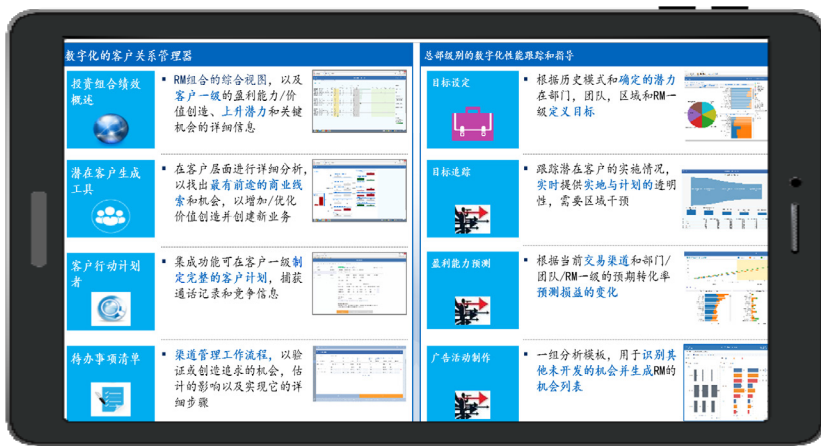 数字化的客户关系管理器
投资组合绩效
概述
RM组合的综合视图，以及
客户一级的盈利能力/价
值创造、上升潜力和关键
机会的详细信息
潜在客户生成
工具
在客户层面进行详细分析，
以找出最有前途的商业线
索和机会，以增加/优化
价值创造并创建新业务
客户行动计划
者
集成功能可在客户一级制
定完整的客户计划，捕获
通话记录和竞争信息
待办事项清单
渠道管理工作流程，以验
证或创造追求的机会，估
计的影响以及实现它的详
细步骤
总部级别的数字化性能跟踪和指导
目标设定
根据历史模式和确定的潜力
在部门，团队，区域和RM一
级定义目标
目标追踪
跟踪潜在客户的实施情况，
实时提供实地与计划的透明
性，需要区域干预
盈利能力预测
根据当前交易渠道和部门/
团队/RM一级的预期转化率
预测损益的变化
广告活动制作
一组分析模板，用于识别其
他未开发的机会并生成RM的
机会列表